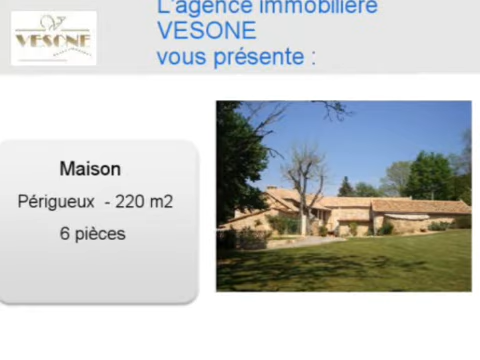 L'agence immobilière
VESONE
VESONE
vous présente :
Maison
Périgueux - 220 m2
6 pièces